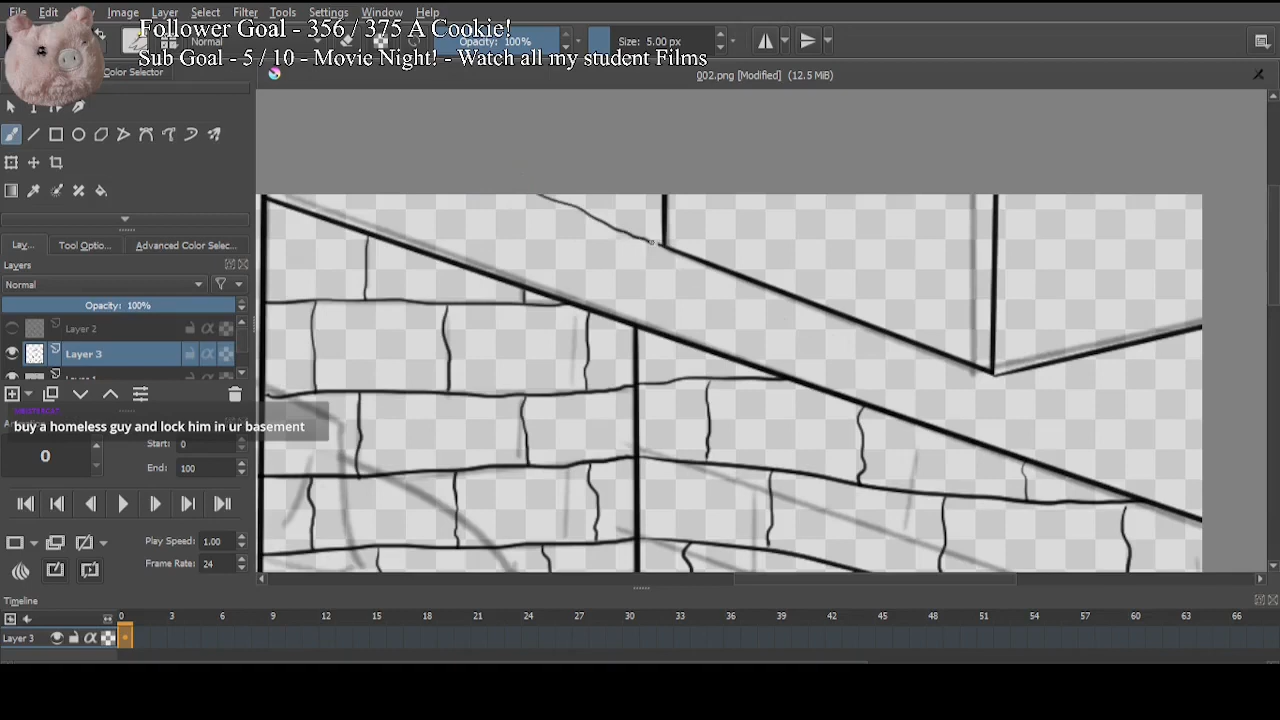 File Edit Image Layer Select Filter Tools Settings Window Help
Follower Goal - 356 / 375 A Cookie!
Normal
Opacity: 100%
Size: 5.00 px
Sub Goal - 5 / 10 - Movie Night! - Watch all my student Films
Color Selector
002.png [Modified] (12.5 MiB)
Lay... Tool Optio... Advanced Color Selec...
Layers
Normal
Opacity: 100%
Layer 2
Layer 3
buy a homeless guy and lock him in ur basement
Start: 0
0
End: 100
Play Speed: 1.00
Frame Rate: 24
Timeline
0 3 6 9 12 15 18 21 24 27 30 33 36 39 42 45 48 51 54 57 60 63 66
Layer 3